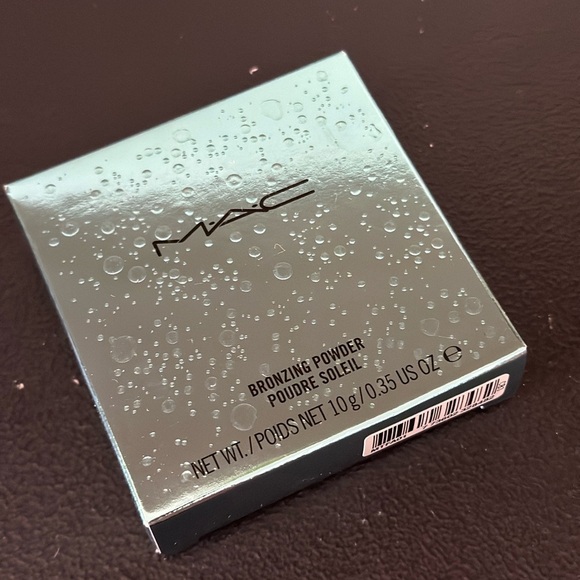 MAC
BRONZING POWDER
POUDRE SOLEIL
NET WT./POIDS NET 10 g/0.35 US OZ ℮